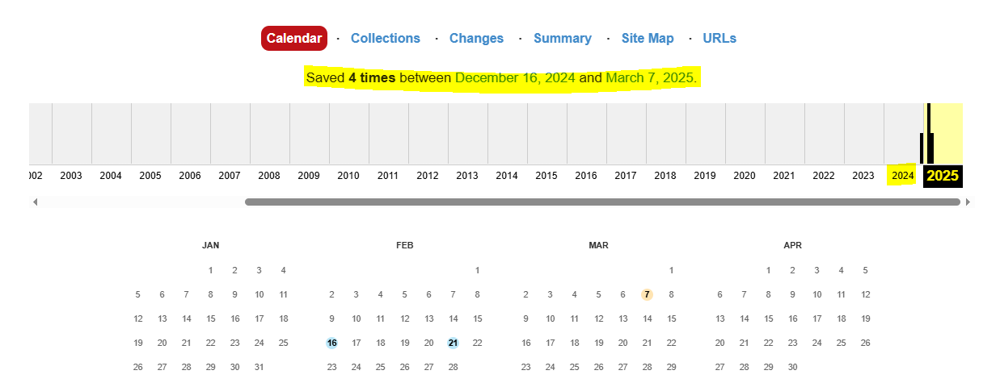 Calendar · Collections · Changes · Summary · Site Map · URLs
Saved 4 times between December 16, 2024 and March 7, 2025.
002 2003 2004 2005 2006 2007 2008 2009 2010 2011 2012 2013 2014 2015 2016 2017 2018 2019 2020 2021 2022 2023 2024 2025
JAN FEB MAR APR
1 2 3 4 1 1 1 2 3 4 5
5 6 7 8 9 10 11 2 3 4 5 6 7 8 2 3 4 5 6 7 8 6 7 8 9 10 11 12
12 13 14 15 16 17 18 9 10 11 12 13 14 15 9 10 11 12 13 14 15 13 14 15 16 17 18 19
19 20 21 22 23 24 25 16 17 18 19 20 21 22 16 17 18 19 20 21 22 20 21 22 23 24 25 26
26 27 28 29 30 31 23 24 25 26 27 28 23 24 25 26 27 28 29 27 28 29 30